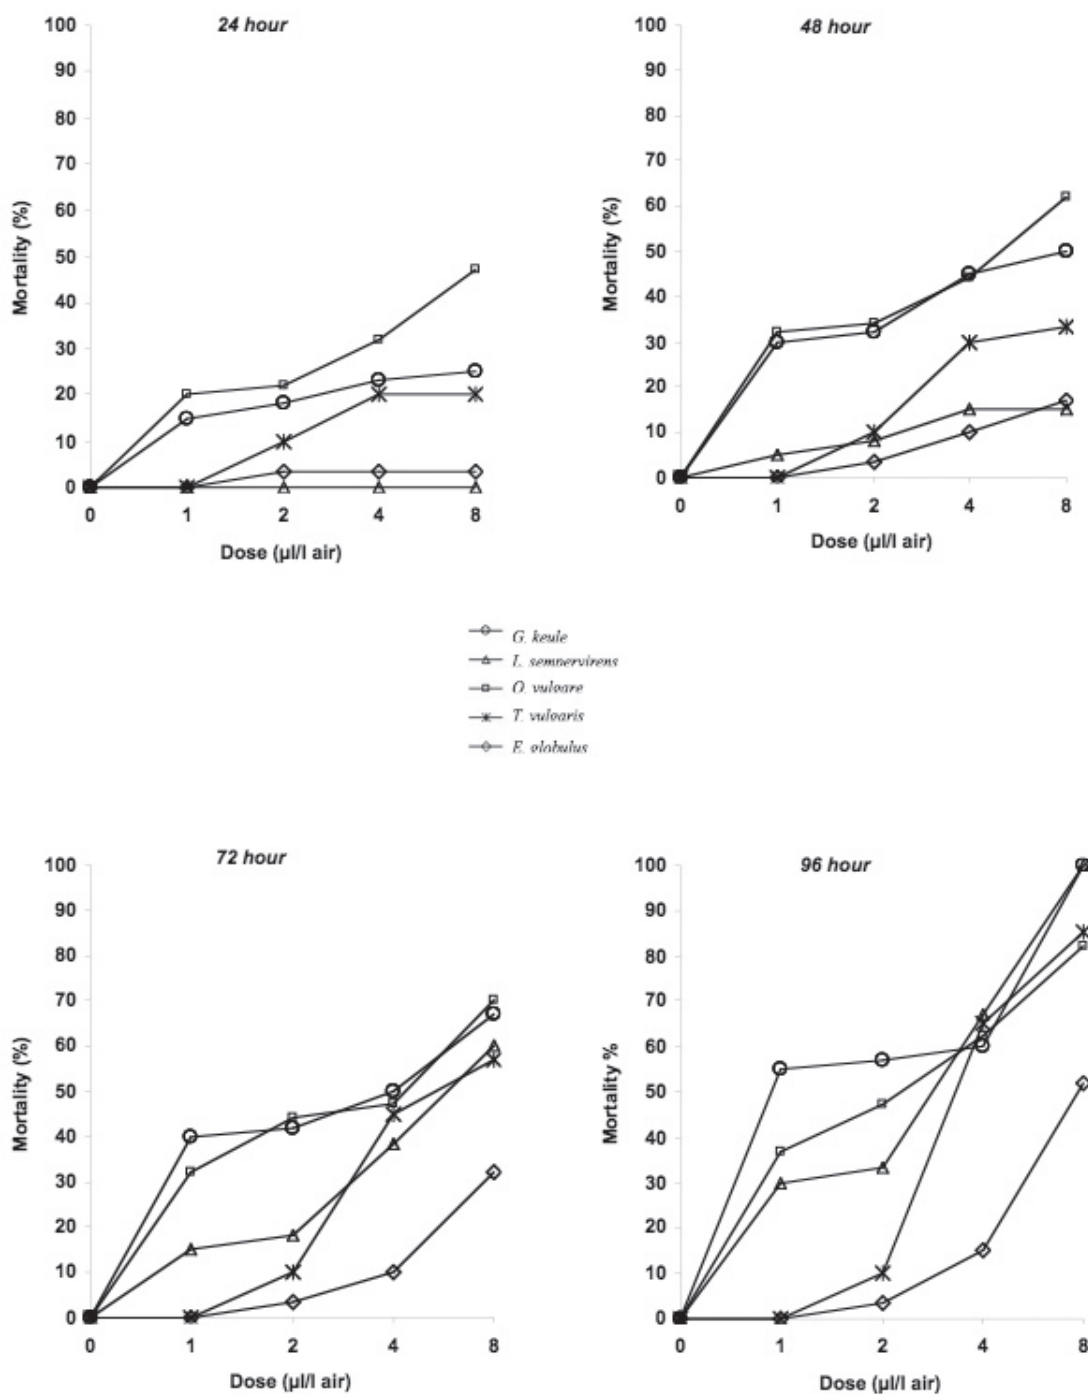 24 hour
100
90
80
70
60
50
40
30
20
10
0
Mortality (%)
0 1 2 4 8
Dose (µl/l air)
48 hour
100
90
80
70
60
50
40
30
20
10
0
Mortality (%)
0 1 2 4 8
Dose (µl/l air)
G. keule
L. sempervirens
O. vulgare
T. vulgaris
E. globulus
72 hour
100
90
80
70
60
50
40
30
20
10
0
Mortality (%)
0 1 2 4 8
Dose (µl/l air)
96 hour
100
90
80
70
60
50
40
30
20
10
0
Mortality %
0 1 2 4 8
Dose (µl/l air)